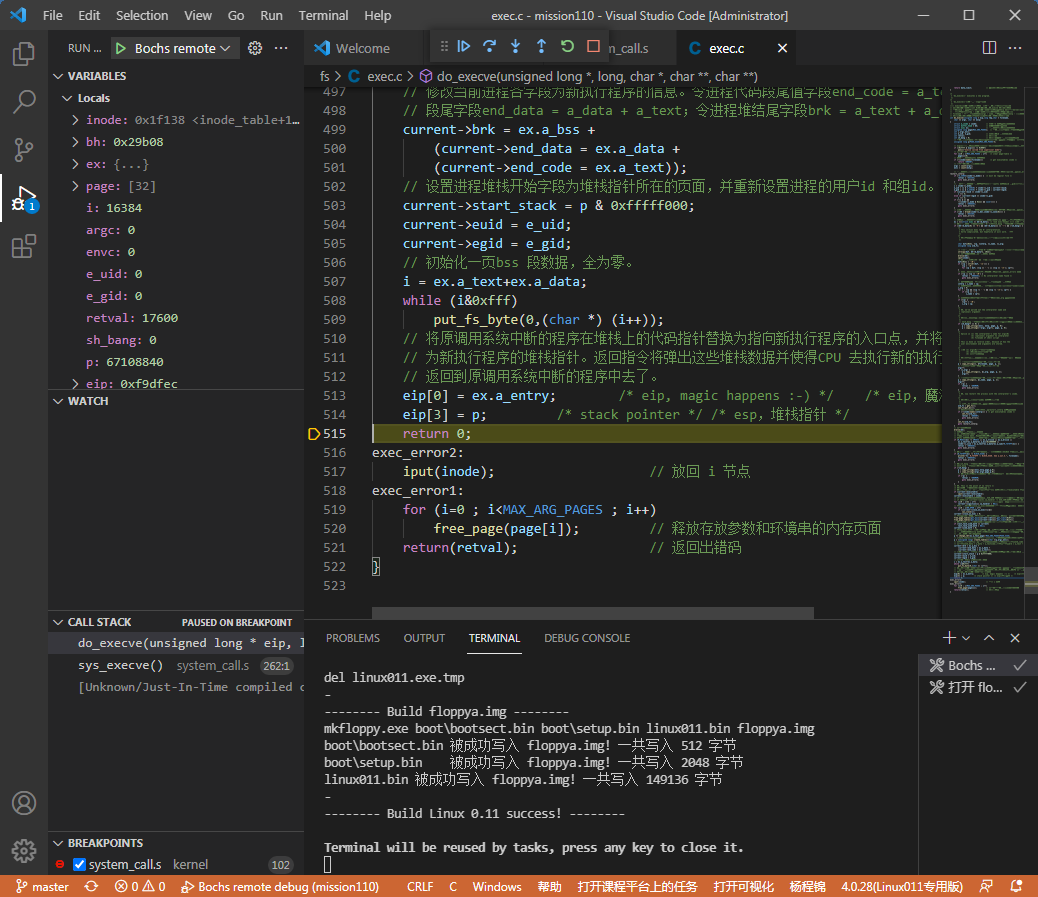 File Edit Selection View Go Run Terminal Help exec.c - mission110 - Visual Studio Code [Administrator]
RUN ... Bochs remote
Welcome
m_call.s
exec.c
fs > C exec.c > do_execve(unsigned long *, long, char *, char **, char **)
VARIABLES
Locals
inode: 0x1f138 <inode_table+1...
bh: 0x29b08
ex: {...}
page: [32]
i: 16384
argc: 0
envc: 0
e_uid: 0
e_gid: 0
retval: 17600
sh_bang: 0
p: 67108840
eip: 0xf9dfec
WATCH
CALL STACK PAUSED ON BREAKPOINT
do_execve(unsigned long * eip, l
sys_execve() system_call.s 262:1
[Unknown/Just-In-Time compiled c
BREAKPOINTS
system_call.s kernel 102
497 // 修改当前进程各字段为新执行程序的信息。令进程代码段尾值字段end_code = a_t
498 // 段尾字段end_data = a_data + a_text；令进程堆结尾字段brk = a_text + a_
499 current->brk = ex.a_bss +
500 (current->end_data = ex.a_data +
501 (current->end_code = ex.a_text));
502 // 设置进程堆栈开始字段为堆栈指针所在的页面，并重新设置进程的用户id 和组id。
503 current->start_stack = p & 0xfffff000;
504 current->euid = e_uid;
505 current->egid = e_gid;
506 // 初始化一页bss 段数据，全为零。
507 i = ex.a_text+ex.a_data;
508 while (i&0xfff)
509 put_fs_byte(0,(char *) (i++));
510 // 将原调用系统中断的程序在堆栈上的代码指针替换为指向新执行程序的入口点，并将
511 // 为新执行程序的堆栈指针。返回指令将弹出这些堆栈数据并使得CPU 去执行新的执行
512 // 返回到原调用系统中断的程序中去了。
513 eip[0] = ex.a_entry; /* eip, magic happens :-) */ /* eip，魔法
514 eip[3] = p; /* stack pointer */ /* esp，堆栈指针 */
515 return 0;
516 exec_error2:
517 iput(inode); // 放回 i 节点
518 exec_error1:
519 for (i=0 ; i<MAX_ARG_PAGES ; i++)
520 free_page(page[i]); // 释放存放参数和环境串的内存页面
521 return(retval); // 返回出错码
522 }
523
PROBLEMS OUTPUT TERMINAL DEBUG CONSOLE
del linux011.exe.tmp
-
-------- Build floppya.img --------
mkfloppy.exe boot\bootsect.bin boot\setup.bin linux011.bin floppya.img
boot\bootsect.bin 被成功写入 floppya.img! 一共写入 512 字节
boot\setup.bin 被成功写入 floppya.img! 一共写入 2048 字节
linux011.bin 被成功写入 floppya.img! 一共写入 149136 字节
-
-------- Build Linux 0.11 success! --------
Terminal will be reused by tasks, press any key to close it.
Bochs ...
打开 flo...
1
master 0 0 Bochs remote debug (mission110) CRLF C Windows 帮助 打开课程平台上的任务 打开可视化 杨程锦 4.0.28(Linux011专用版)